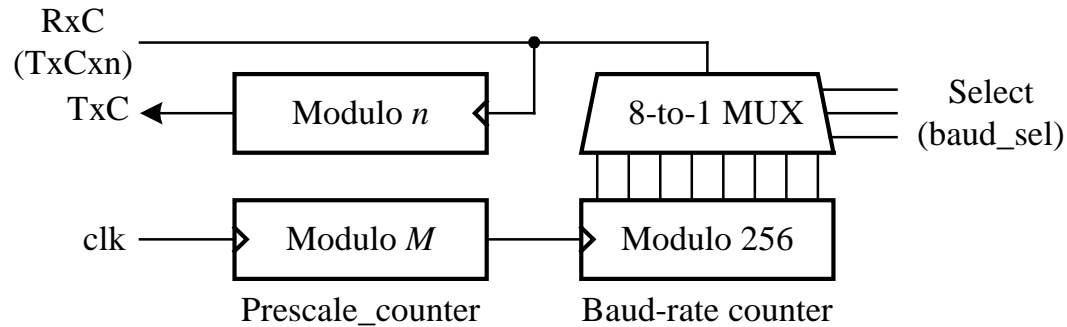 RxC
(TxCxn)
TxC
Modulo n
8-to-1 MUX
Select
(baud_sel)
clk
Modulo M
Modulo 256
Prescale_counter
Baud-rate counter